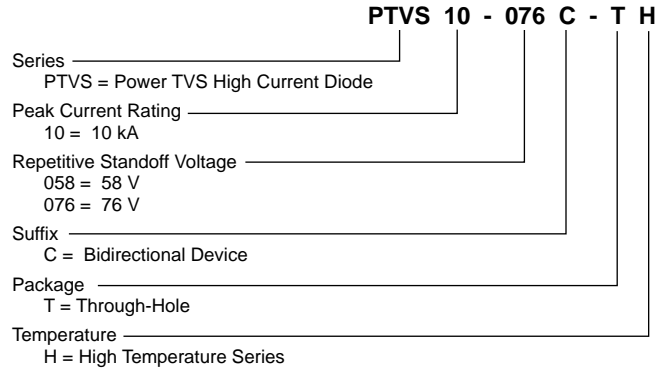 PTVS 10 - 076 C - T H
Series
PTVS = Power TVS High Current Diode
Peak Current Rating
10 = 10 kA
Repetitive Standoff Voltage
058 = 58 V
076 = 76 V
Suffix
C = Bidirectional Device
Package
T = Through-Hole
Temperature
H = High Temperature Series